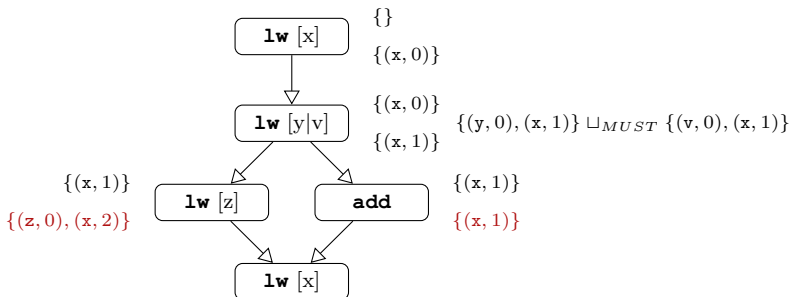 {}
lw [x]
{(x, 0)}
{(x, 0)}
lw [y|v]
{(y, 0), (x, 1)} ⊔MUST {(v, 0), (x, 1)}
{(x, 1)}
{(x, 1)}
lw [z]
add
{(x, 1)}
{(z, 0), (x, 2)}
{(x, 1)}
lw [x]